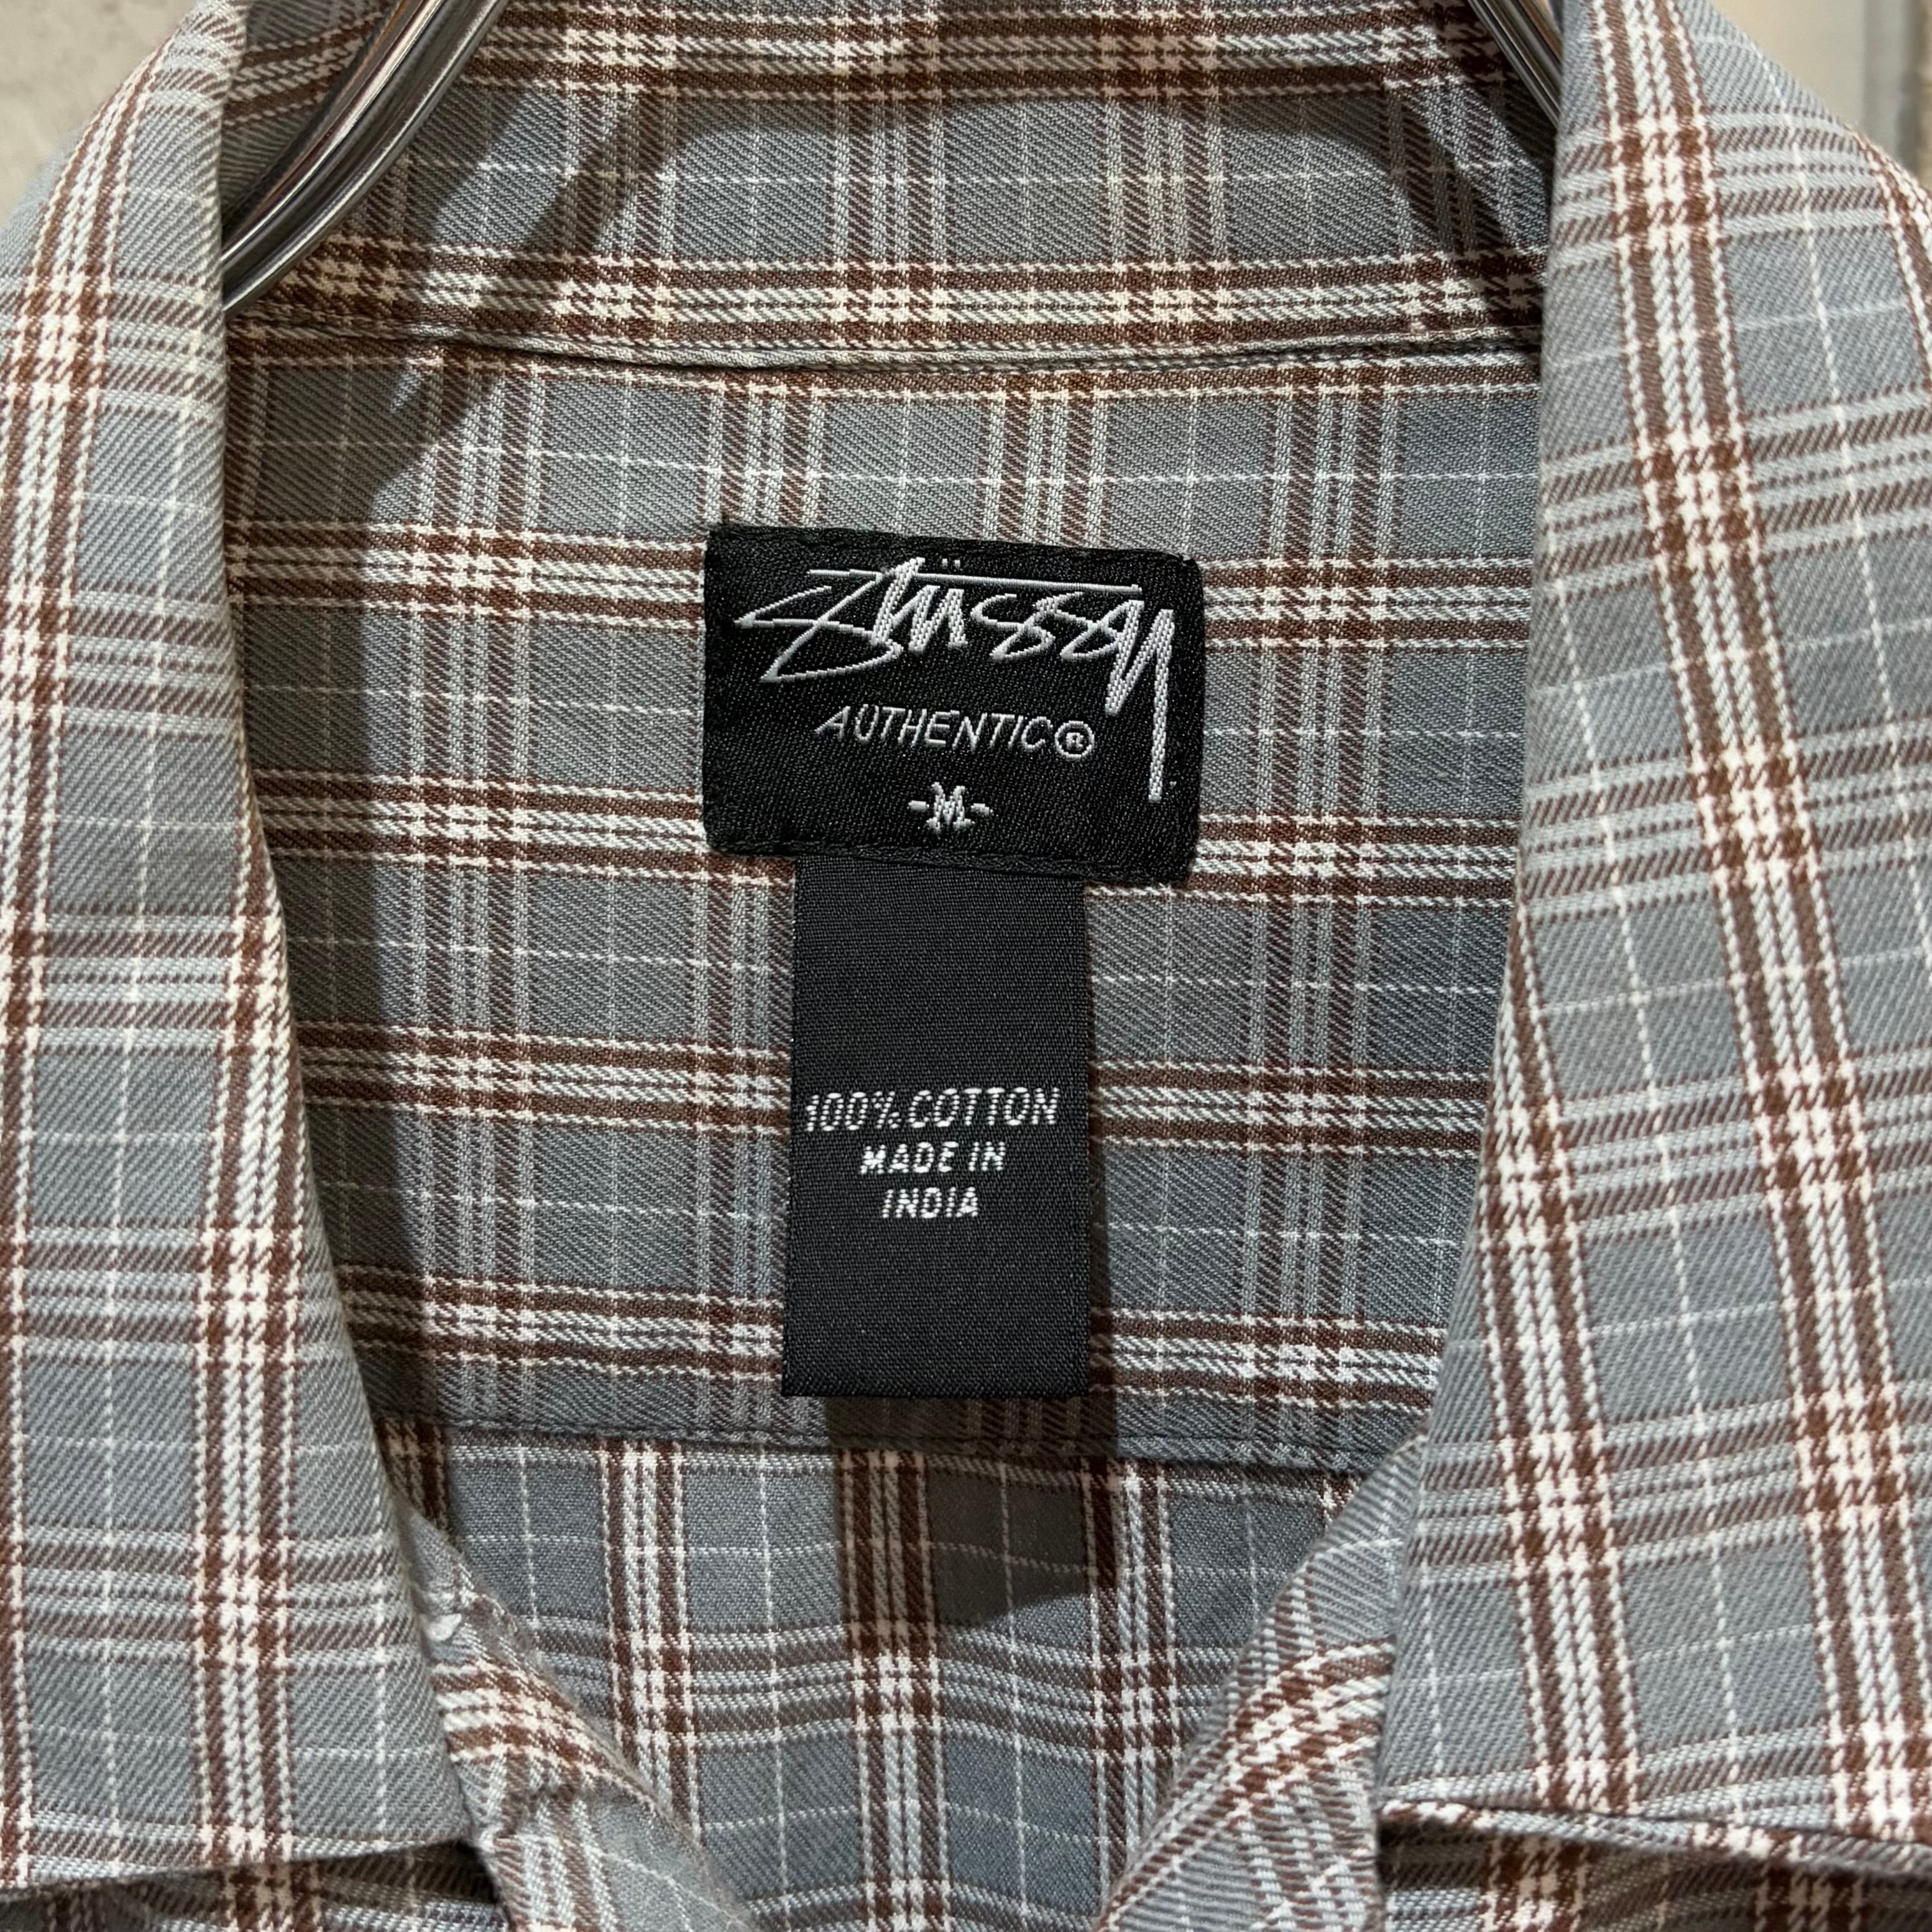 Stüssy
AUTHENTIC®
-M-
100% COTTON
MADE IN
INDIA